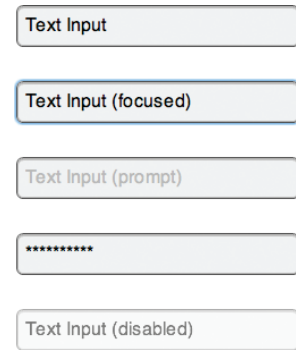 Text Input
Text Input (focused)
Text Input (prompt)
**********
Text Input (disabled)